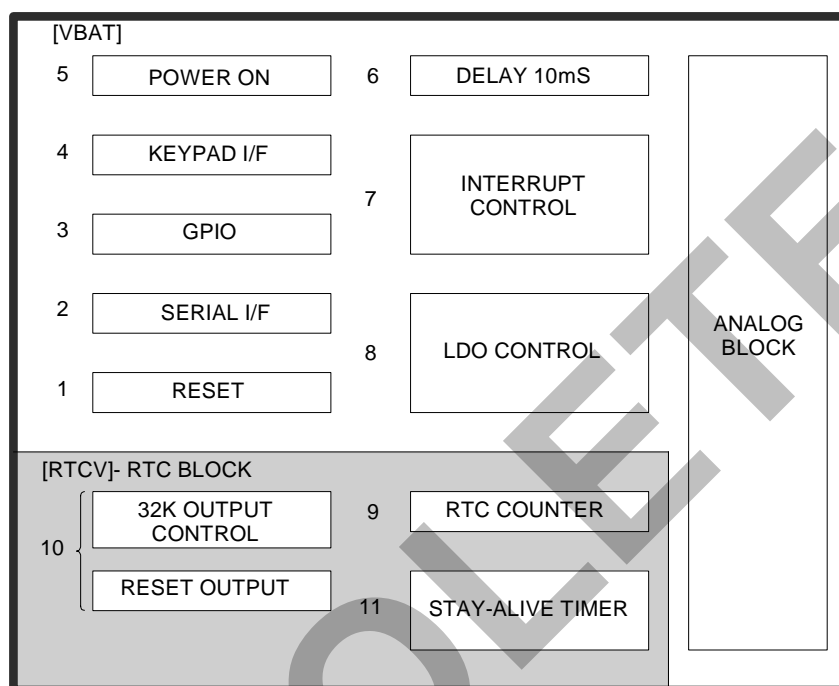 [VBAT]
5 POWER ON 6 DELAY 10mS
4 KEYPAD I/F
7 INTERRUPT
CONTROL
3 GPIO
2 SERIAL I/F
8 LDO CONTROL
ANALOG
BLOCK
1 RESET
[RTCV]- RTC BLOCK
10 32K OUTPUT
CONTROL
9 RTC COUNTER
RESET OUTPUT
11 STAY-ALIVE TIMER
OLETE